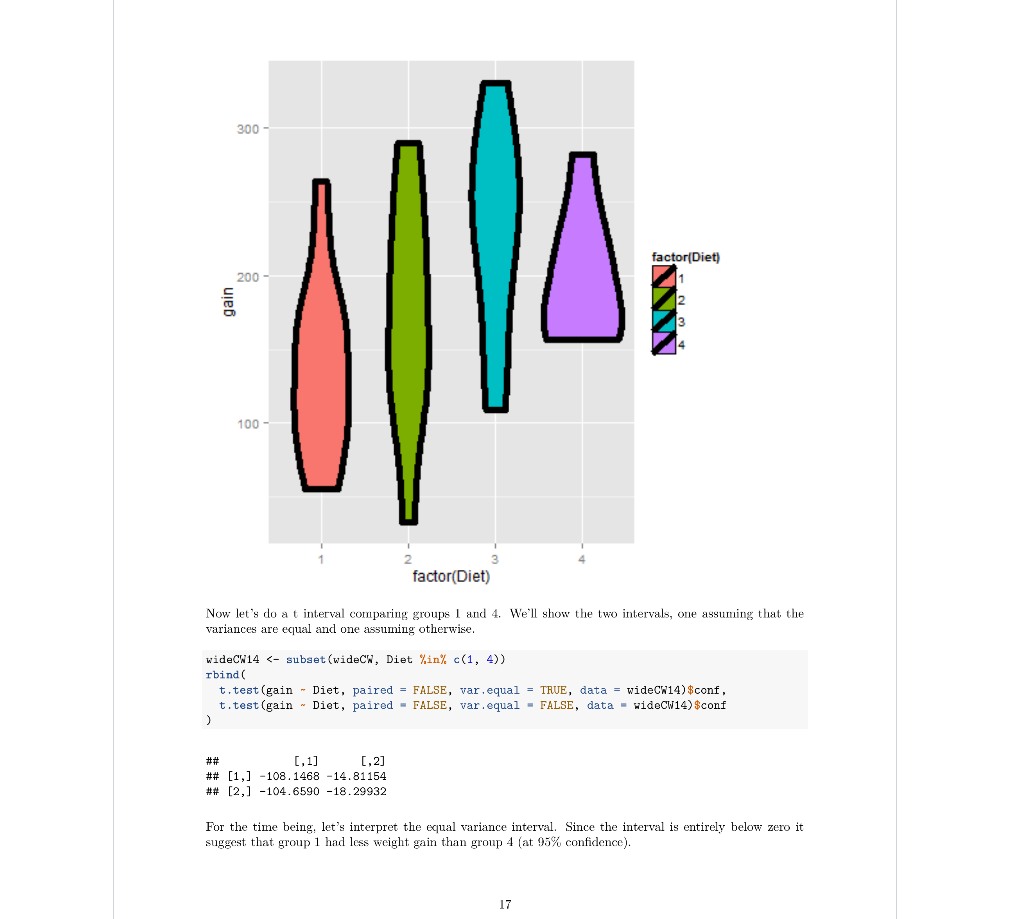 300
200
100
gain
1
2
3
4
factor(Diet)
factor(Diet)
1
2
3
4
Now let's do a t interval comparing groups 1 and 4. We'll show the two intervals, one assuming that the
variances are equal and one assuming otherwise.
wideCW14 <- subset(wideCW, Diet %in% c(1, 4))
rbind(
  t.test(gain ~ Diet, paired = FALSE, var.equal = TRUE, data = wideCW14)$conf,
  t.test(gain ~ Diet, paired = FALSE, var.equal = FALSE, data = wideCW14)$conf
)
##           [,1]      [,2]
## [1,] -108.1468 -14.81154
## [2,] -104.6590 -18.29932
For the time being, let's interpret the equal variance interval. Since the interval is entirely below zero it
suggest that group 1 had less weight gain than group 4 (at 95% confidence).
17